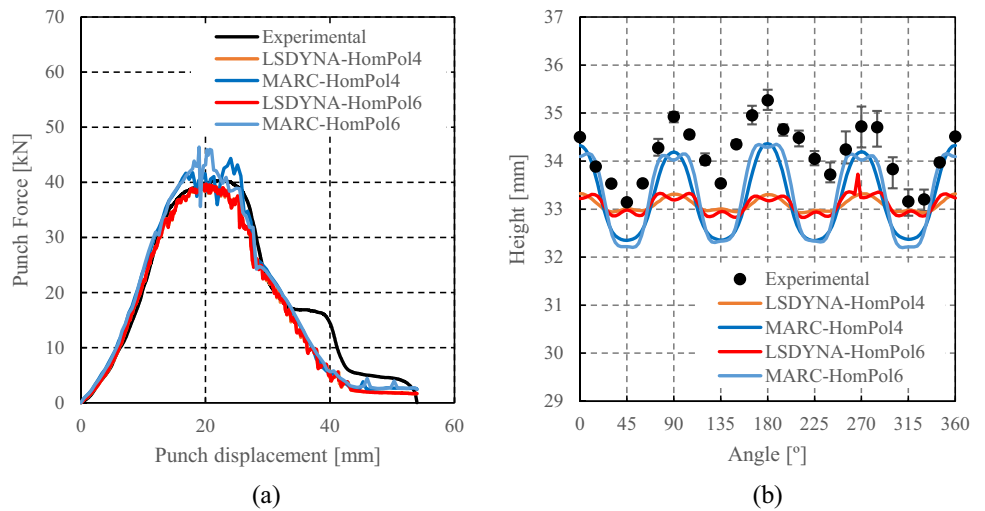 70
60
50
40
30
20
10
0
0 20 40 60
Punch Force [kN]
Punch displacement [mm]
Experimental
LSDYNA-HomPol4
MARC-HomPol4
LSDYNA-HomPol6
MARC-HomPol6
(a)
37
36
35
34
33
32
31
30
29
0 45 90 135 180 225 270 315 360
Height [mm]
Angle [º]
Experimental
LSDYNA-HomPol4
MARC-HomPol4
LSDYNA-HomPol6
MARC-HomPol6
(b)